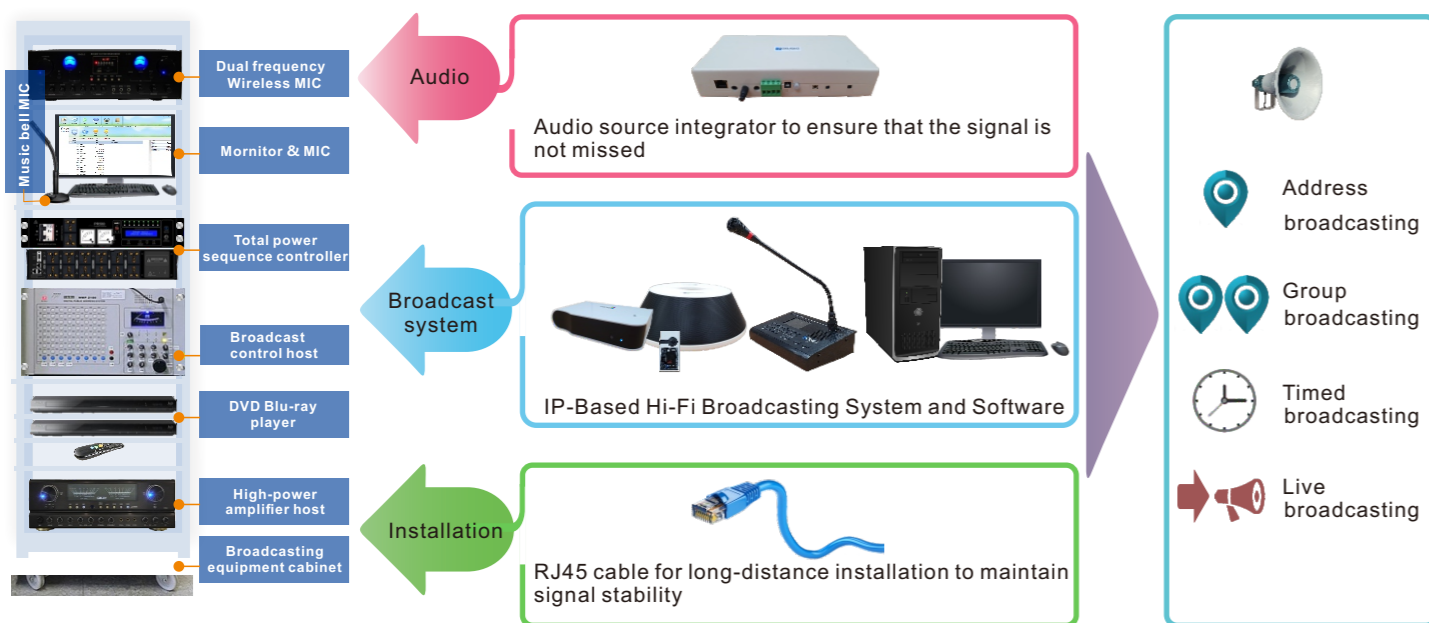 Music bell MIC
Dual frequency
Wireless MIC
Mornitor & MIC
Total power
sequence controller
Broadcast
control host
DVD Blu-ray
player
High-power
amplifier host
Broadcasting
equipment cabinet
Audio
Audio source integrator to ensure that the signal is
not missed
Broadcast
system
IP-Based Hi-Fi Broadcasting System and Software
Installation
RJ45 cable for long-distance installation to maintain
signal stability
Address
broadcasting
Group
broadcasting
Timed
broadcasting
Live
broadcasting